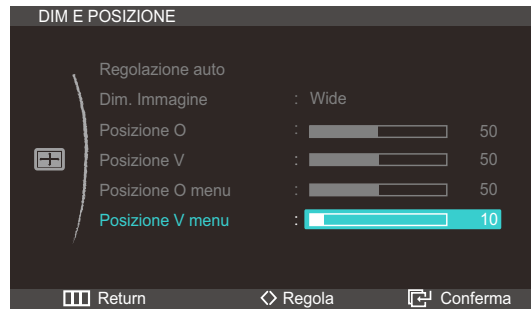 DIM E POSIZIONE
Regolazione auto
Dim. Immagine : Wide
Posizione O : 50
Posizione V : 50
Posizione O menu : 50
Posizione V menu : 10
Return Regola Conferma